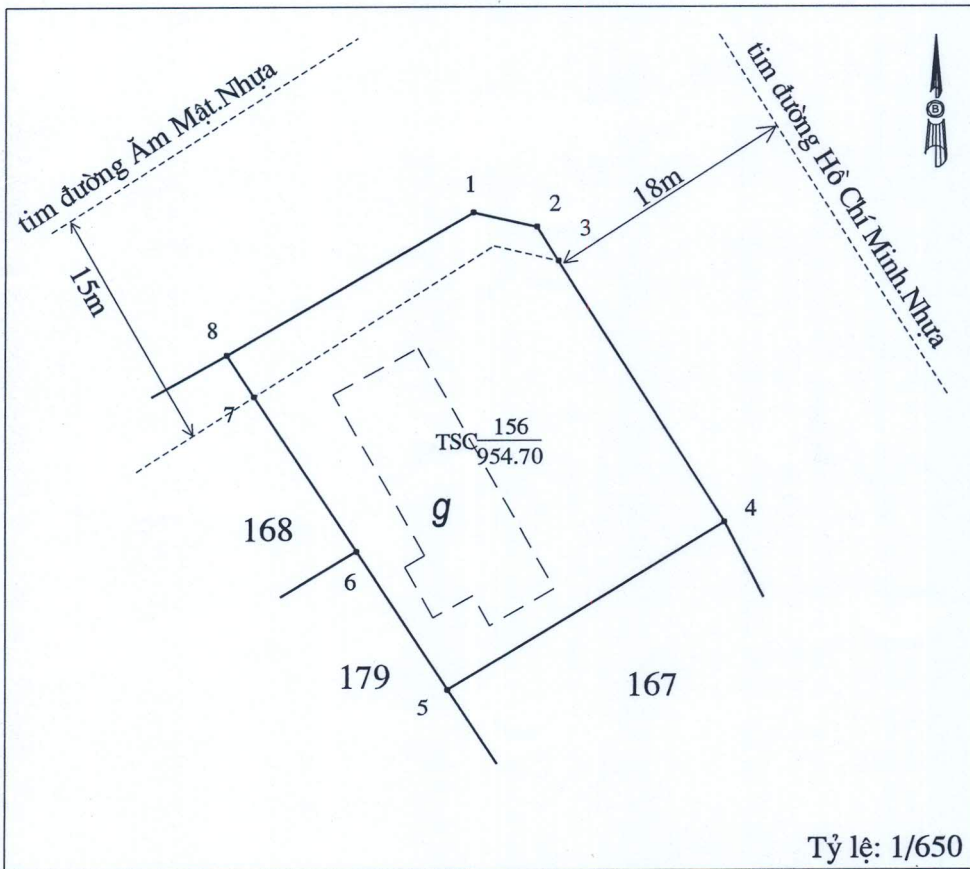 tim đường Ăm Mật.Nhựa
tim đường Hồ Chí Minh.Nhựa
B
18m
15m
1
2
3
8
7
TSC 156
954.70
g
4
168
6
179
5
167
Tỷ lệ: 1/650